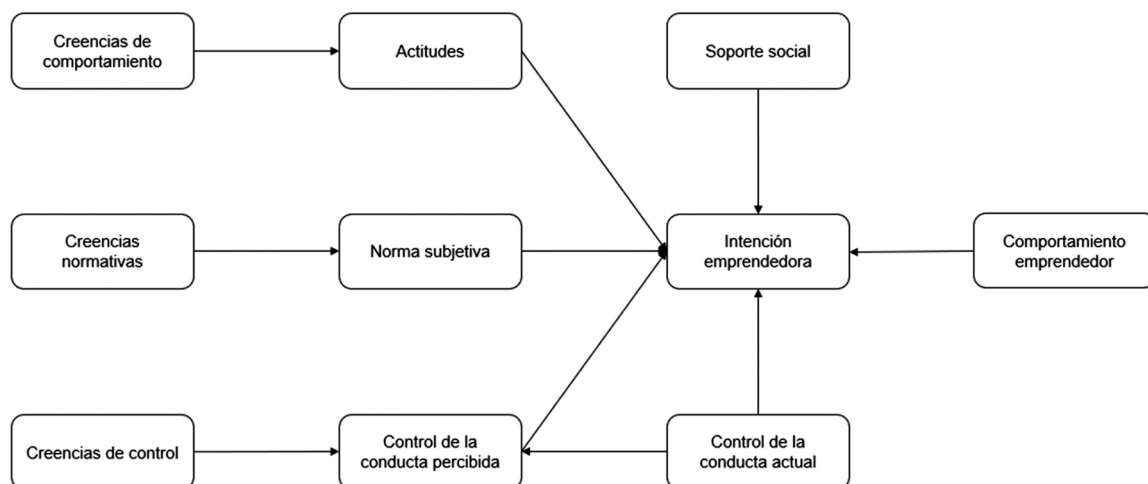 Creencias de
comportamiento
Actitudes
Soporte social
Creencias
normativas
Norma subjetiva
Intención
emprendedora
Comportamiento
emprendedor
Creencias de control
Control de la
conducta percibida
Control de la
conducta actual